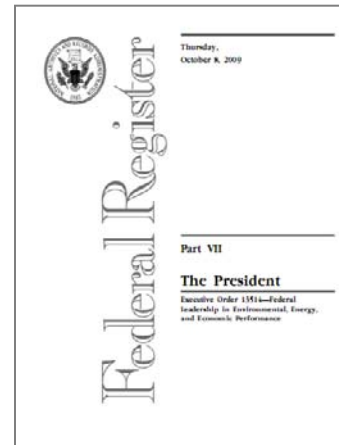 Federal Register
Thursday,
October 8, 2009
Part VII
The President
Executive Order 13514—Federal
Leadership in Environmental, Energy,
and Economic Performance